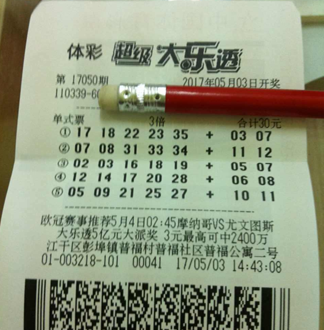 体彩 超级大乐透
第 17050期 2017年05月03日开奖
110339-60
单式票 3倍 合计30元
① 17 18 22 23 35 + 03 07
② 07 08 31 33 34 + 11 12
③ 02 03 16 18 19 + 05 07
④ 12 14 17 20 28 + 06 08
⑤ 05 09 21 25 27 + 10 11
欧冠赛事推荐5月4日02:45摩纳哥VS尤文图斯
大乐透5亿元大派奖 3元最高可中2400万
江干区彭埠镇普福村普福社区普福公寓二号
01-003218-101 00041 17/05/03 14:43:08